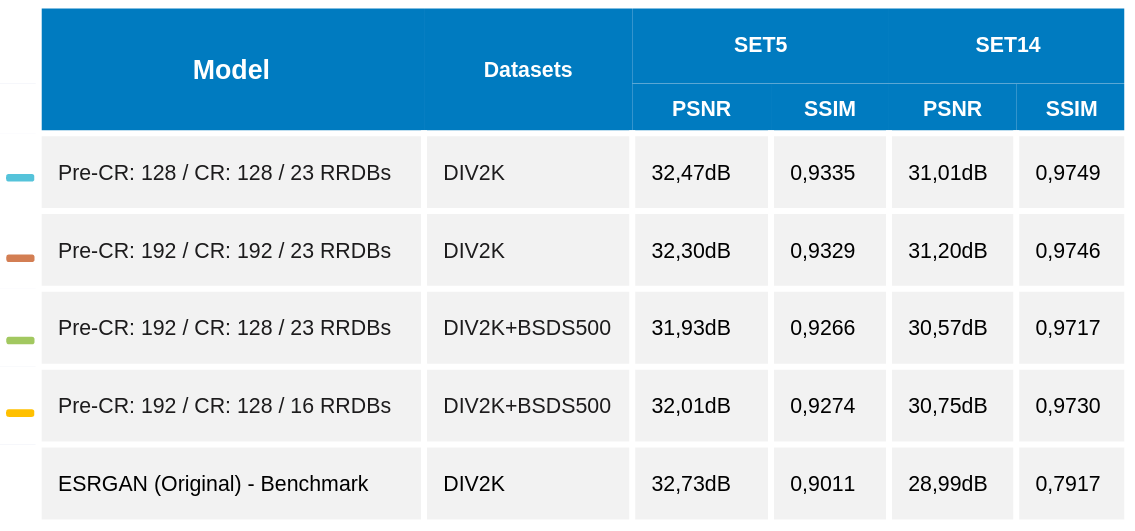 Model Datasets SET5 SET14
PSNR SSIM PSNR SSIM
Pre-CR: 128 / CR: 128 / 23 RRDBs DIV2K 32,47dB 0,9335 31,01dB 0,9749
Pre-CR: 192 / CR: 192 / 23 RRDBs DIV2K 32,30dB 0,9329 31,20dB 0,9746
Pre-CR: 192 / CR: 128 / 23 RRDBs DIV2K+BSDS500 31,93dB 0,9266 30,57dB 0,9717
Pre-CR: 192 / CR: 128 / 16 RRDBs DIV2K+BSDS500 32,01dB 0,9274 30,75dB 0,9730
ESRGAN (Original) - Benchmark DIV2K 32,73dB 0,9011 28,99dB 0,7917